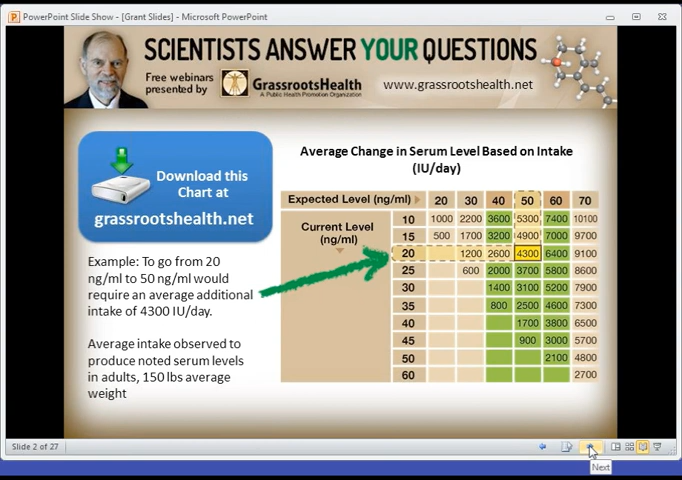 PowerPoint Slide Show - [Grant Slides] - Microsoft PowerPoint
SCIENTISTS ANSWER YOUR QUESTIONS
Free webinars
presented by
GrassrootsHealth
A Public Health Promotion Organization
www.grassrootshealth.net
Download this
Chart at
grassrootshealth.net
Example: To go from 20
ng/ml to 50 ng/ml would
require an average additional
intake of 4300 IU/day.
Average intake observed to
produce noted serum levels
in adults, 150 lbs average
weight
Average Change in Serum Level Based on Intake
(IU/day)
Expected Level (ng/ml) 20 30 40 50 60 70
Current Level
(ng/ml)
10 1000 2200 3600 5300 7400 10100
15 500 1700 3200 4900 7000 9700
20 1200 2600 4300 6400 9100
25 600 2000 3700 5800 8600
30 1400 3100 5200 7900
35 800 2500 4600 7300
40 1700 3800 6500
45 900 3000 5700
50 2100 4800
60 2700
Slide 2 of 27
Next